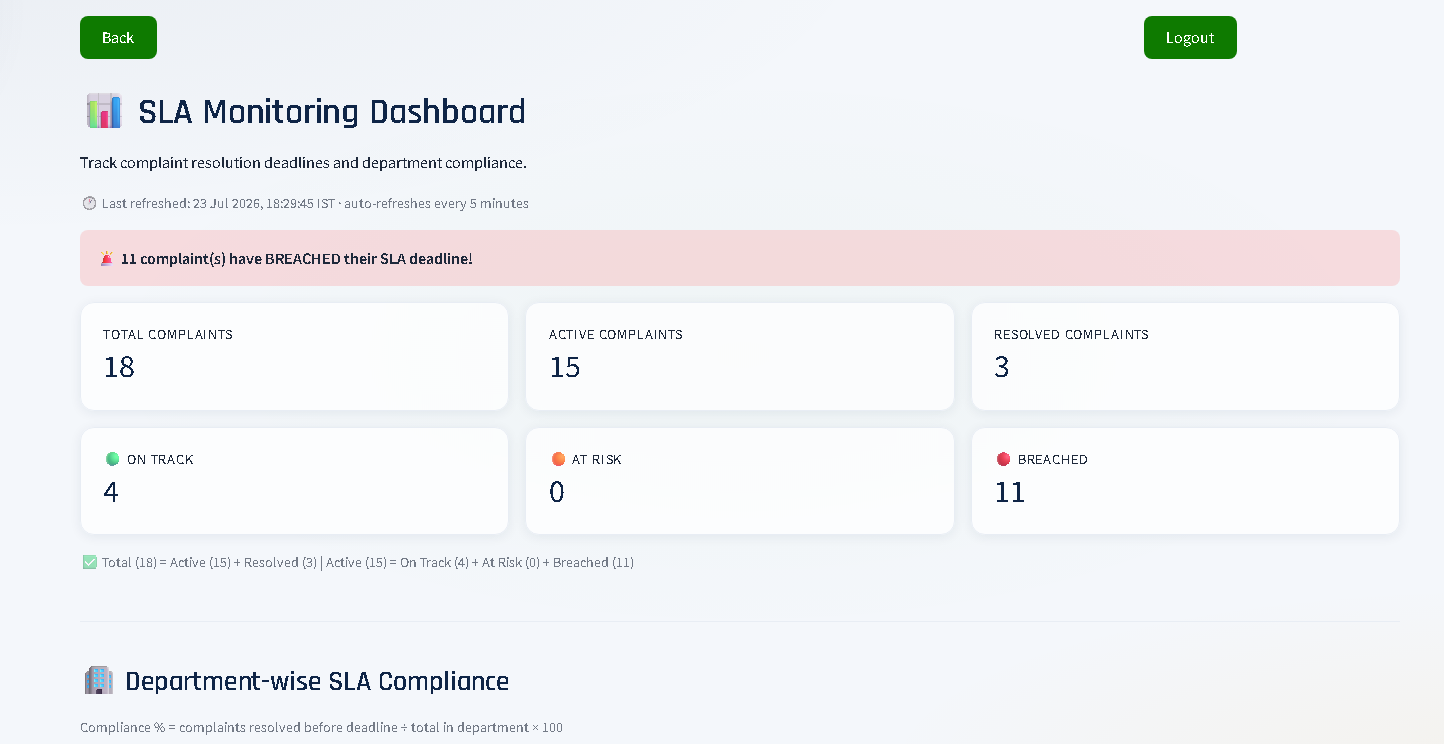 Back
Logout
SLA Monitoring Dashboard
Track complaint resolution deadlines and department compliance.
Last refreshed: 23 Jul 2026, 18:29:45 IST · auto-refreshes every 5 minutes
11 complaint(s) have BREACHED their SLA deadline!
TOTAL COMPLAINTS
18
ACTIVE COMPLAINTS
15
RESOLVED COMPLAINTS
3
ON TRACK
4
AT RISK
0
BREACHED
11
Total (18) = Active (15) + Resolved (3) | Active (15) = On Track (4) + At Risk (0) + Breached (11)
Department-wise SLA Compliance
Compliance % = complaints resolved before deadline ÷ total in department × 100